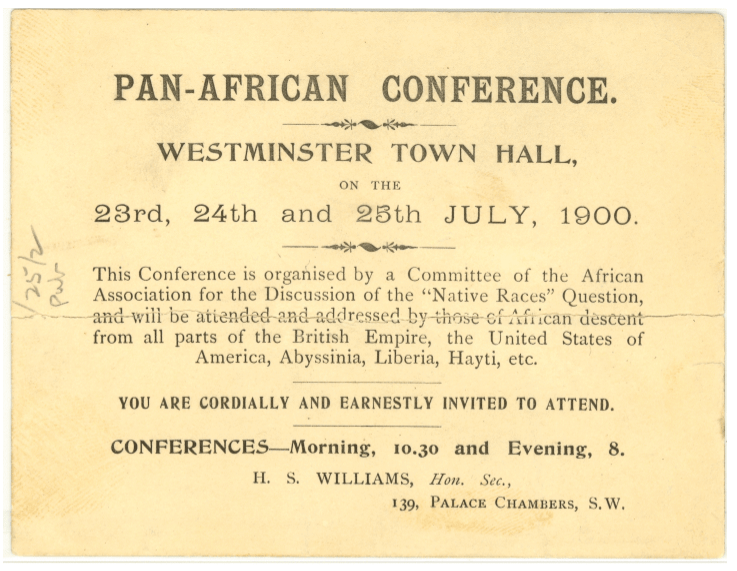 PAN-AFRICAN CONFERENCE.
WESTMINSTER TOWN HALL,
ON THE
23rd, 24th and 25th JULY, 1900.
This Conference is organised by a Committee of the African
Association for the Discussion of the "Native Races" Question,
and will be attended and addressed by those of African descent
from all parts of the British Empire, the United States of
America, Abyssinia, Liberia, Hayti, etc.
YOU ARE CORDIALLY AND EARNESTLY INVITED TO ATTEND.
CONFERENCES—Morning, 10.30 and Evening, 8.
H. S. WILLIAMS, Hon. Sec.,
139, PALACE CHAMBERS, S.W.